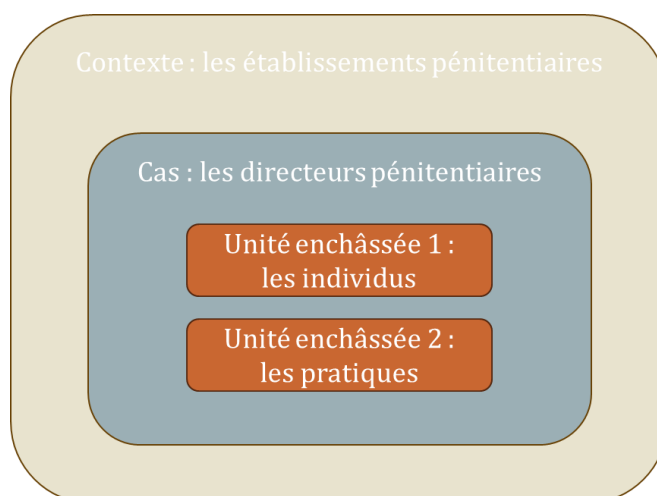 Contexte : les établissements pénitentiaires
Cas : les directeurs pénitentiaires
Unité enchâssée 1 :
les individus
Unité enchâssée 2 :
les pratiques